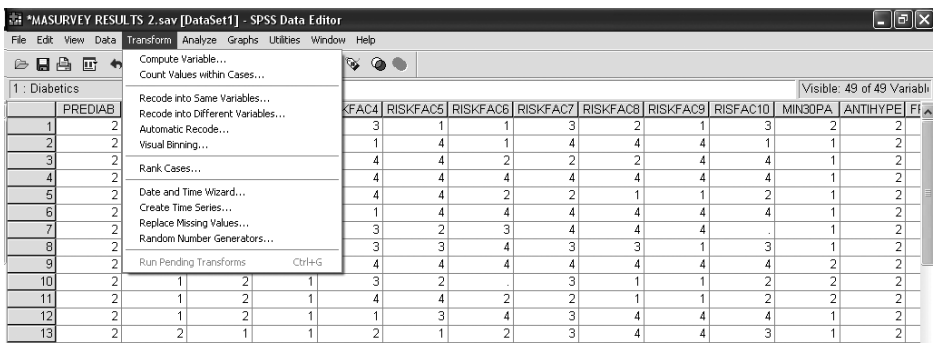 *MASURVEY RESULTS 2.sav [DataSet1] - SPSS Data Editor
File Edit View Data Transform Analyze Graphs Utilities Window Help
Compute Variable...
Count Values within Cases...
Recode into Same Variables...
Recode into Different Variables...
Automatic Recode...
Visual Binning...
Rank Cases...
Date and Time Wizard...
Create Time Series...
Replace Missing Values...
Random Number Generators...
Run Pending Transforms Ctrl+G
1 : Diabetics
Visible: 49 of 49 Variabl
PREDIAB KFAC4 RISKFAC5 RISKFAC6 RISKFAC7 RISKFAC8 RISKFAC9 RISFAC10 MIN30PA ANTIHYPE
1 2 3 1 1 3 2 1 3 2 2
2 2 1 4 1 4 4 4 1 1 2
3 2 4 4 2 2 2 4 4 1 2
4 2 4 4 4 4 4 4 4 1 2
5 2 4 4 2 2 1 1 2 1 2
6 2 1 4 4 4 4 4 4 1 2
7 2 3 2 3 4 4 4 . 1 2
8 2 3 3 4 3 3 1 3 1 2
9 2 4 4 4 4 4 4 4 2 2
10 2 1 2 1 3 2 . 3 1 1 2 2 2
11 2 1 2 1 4 4 2 2 1 1 2 2 2
12 2 1 2 1 1 3 4 3 4 4 4 1 2
13 2 2 1 1 2 1 2 3 4 4 3 1 2